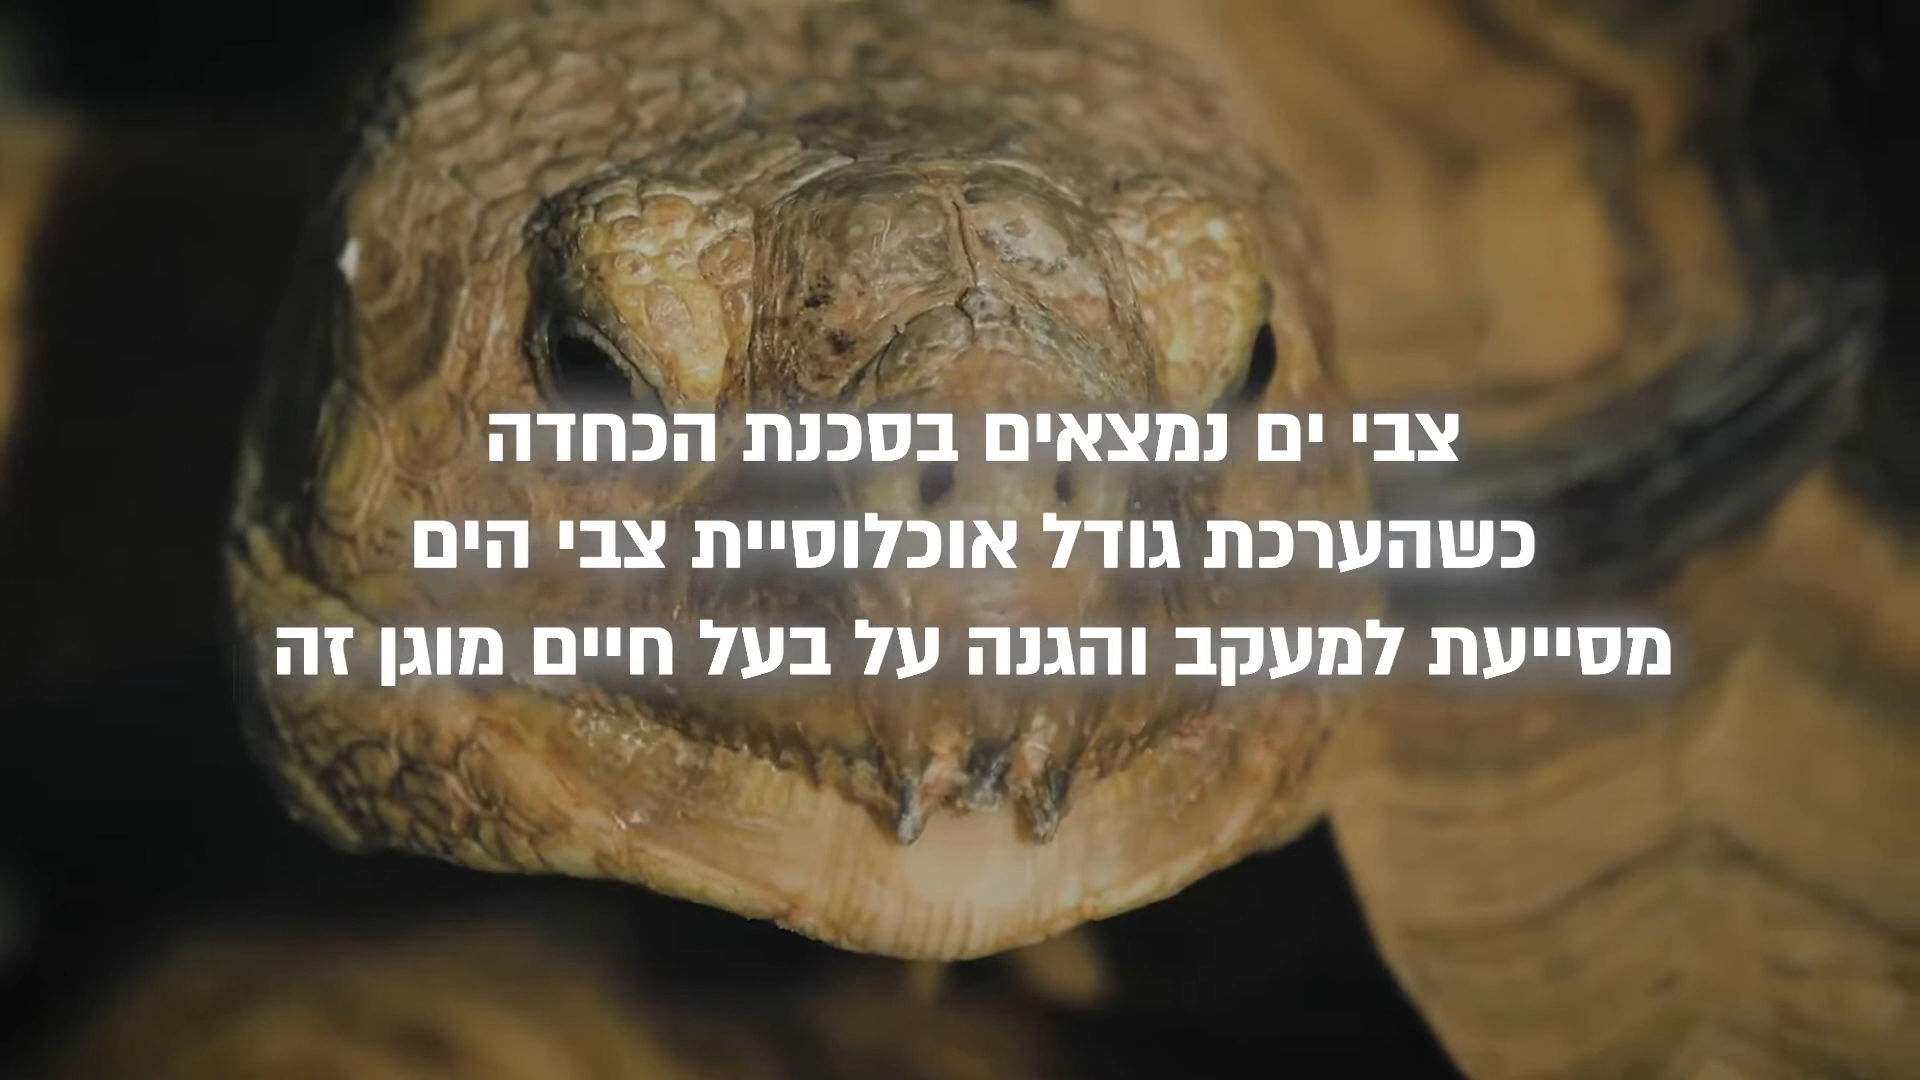 צבי ים נמצאים בסכנת הכחדה
כשהערכת גודל אוכלוסיית צבי הים
מסייעת למעקב והגנה על בעל חיים מוגן זה